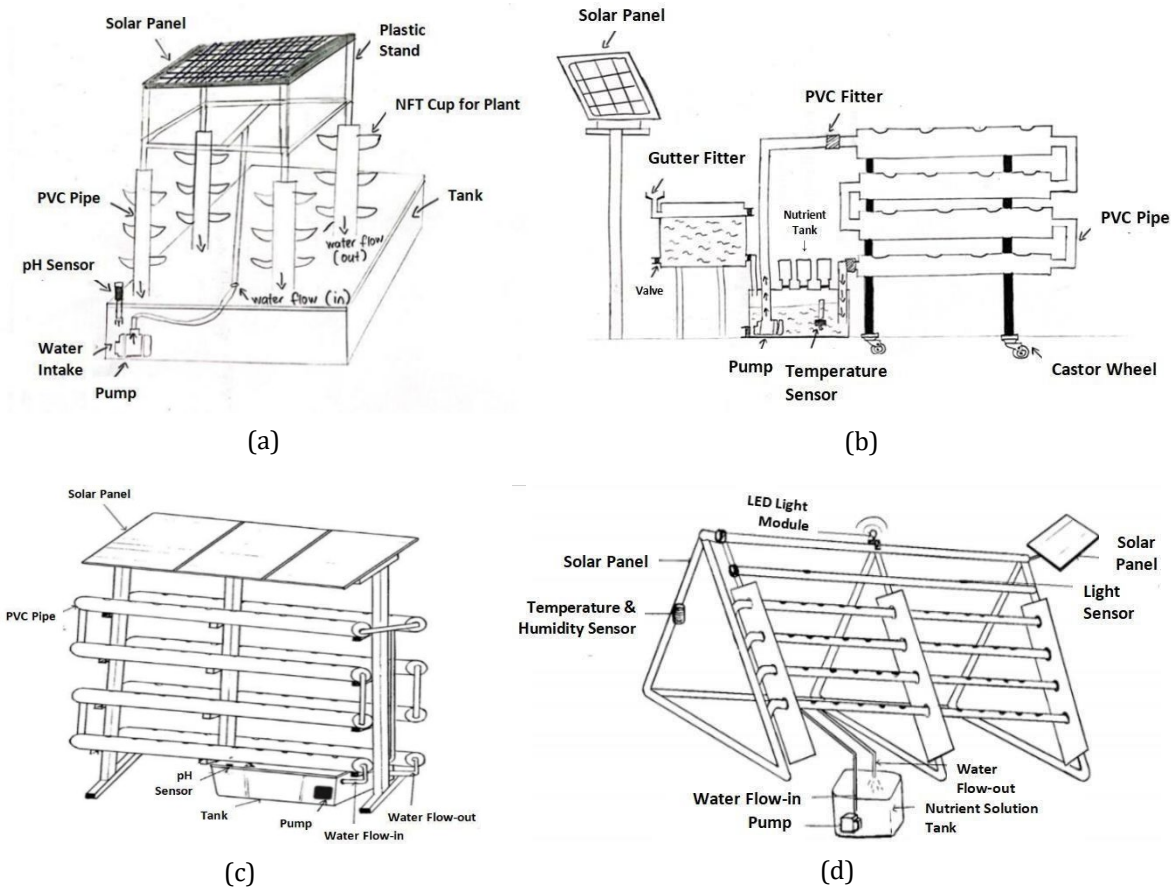 Solar Panel
Plastic
Stand
NFT Cup for Plant
PVC Pipe
Tank
pH Sensor
water flow
(out)
water flow (in)
Water
Intake
Pump
(a)
Solar Panel
PVC Fitter
Gutter Fitter
Nutrient
Tank
PVC Pipe
Valve
Pump
Temperature
Sensor
Castor Wheel
(b)
Solar Panel
PVC Pipe
pH
Sensor
Tank
Pump
Water Flow-in
Water Flow-out
(c)
LED Light
Module
Solar Panel
Solar
Panel
Temperature &
Humidity Sensor
Light
Sensor
Water
Flow-out
Water Flow-in
Pump
Nutrient Solution
Tank
(d)